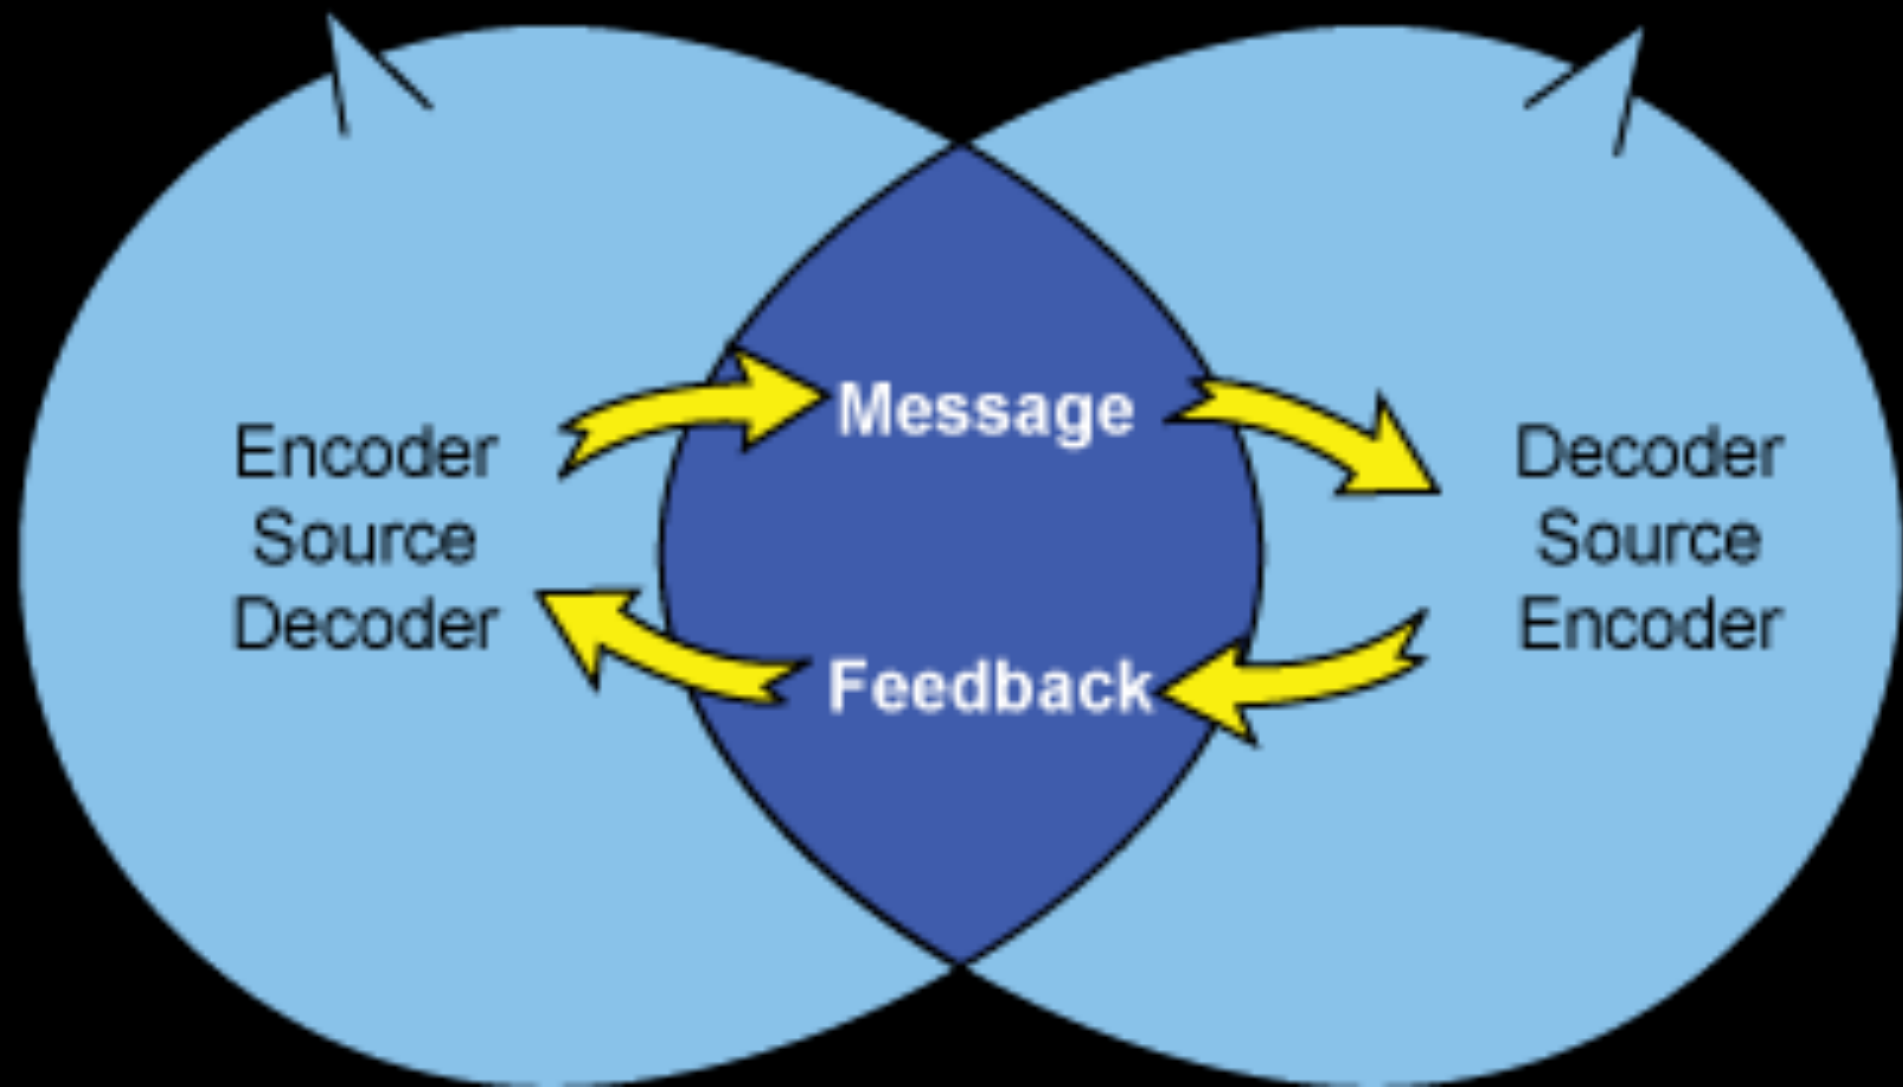 Encoder
Source
Decoder
Message
Feedback
Decoder
Source
Encoder